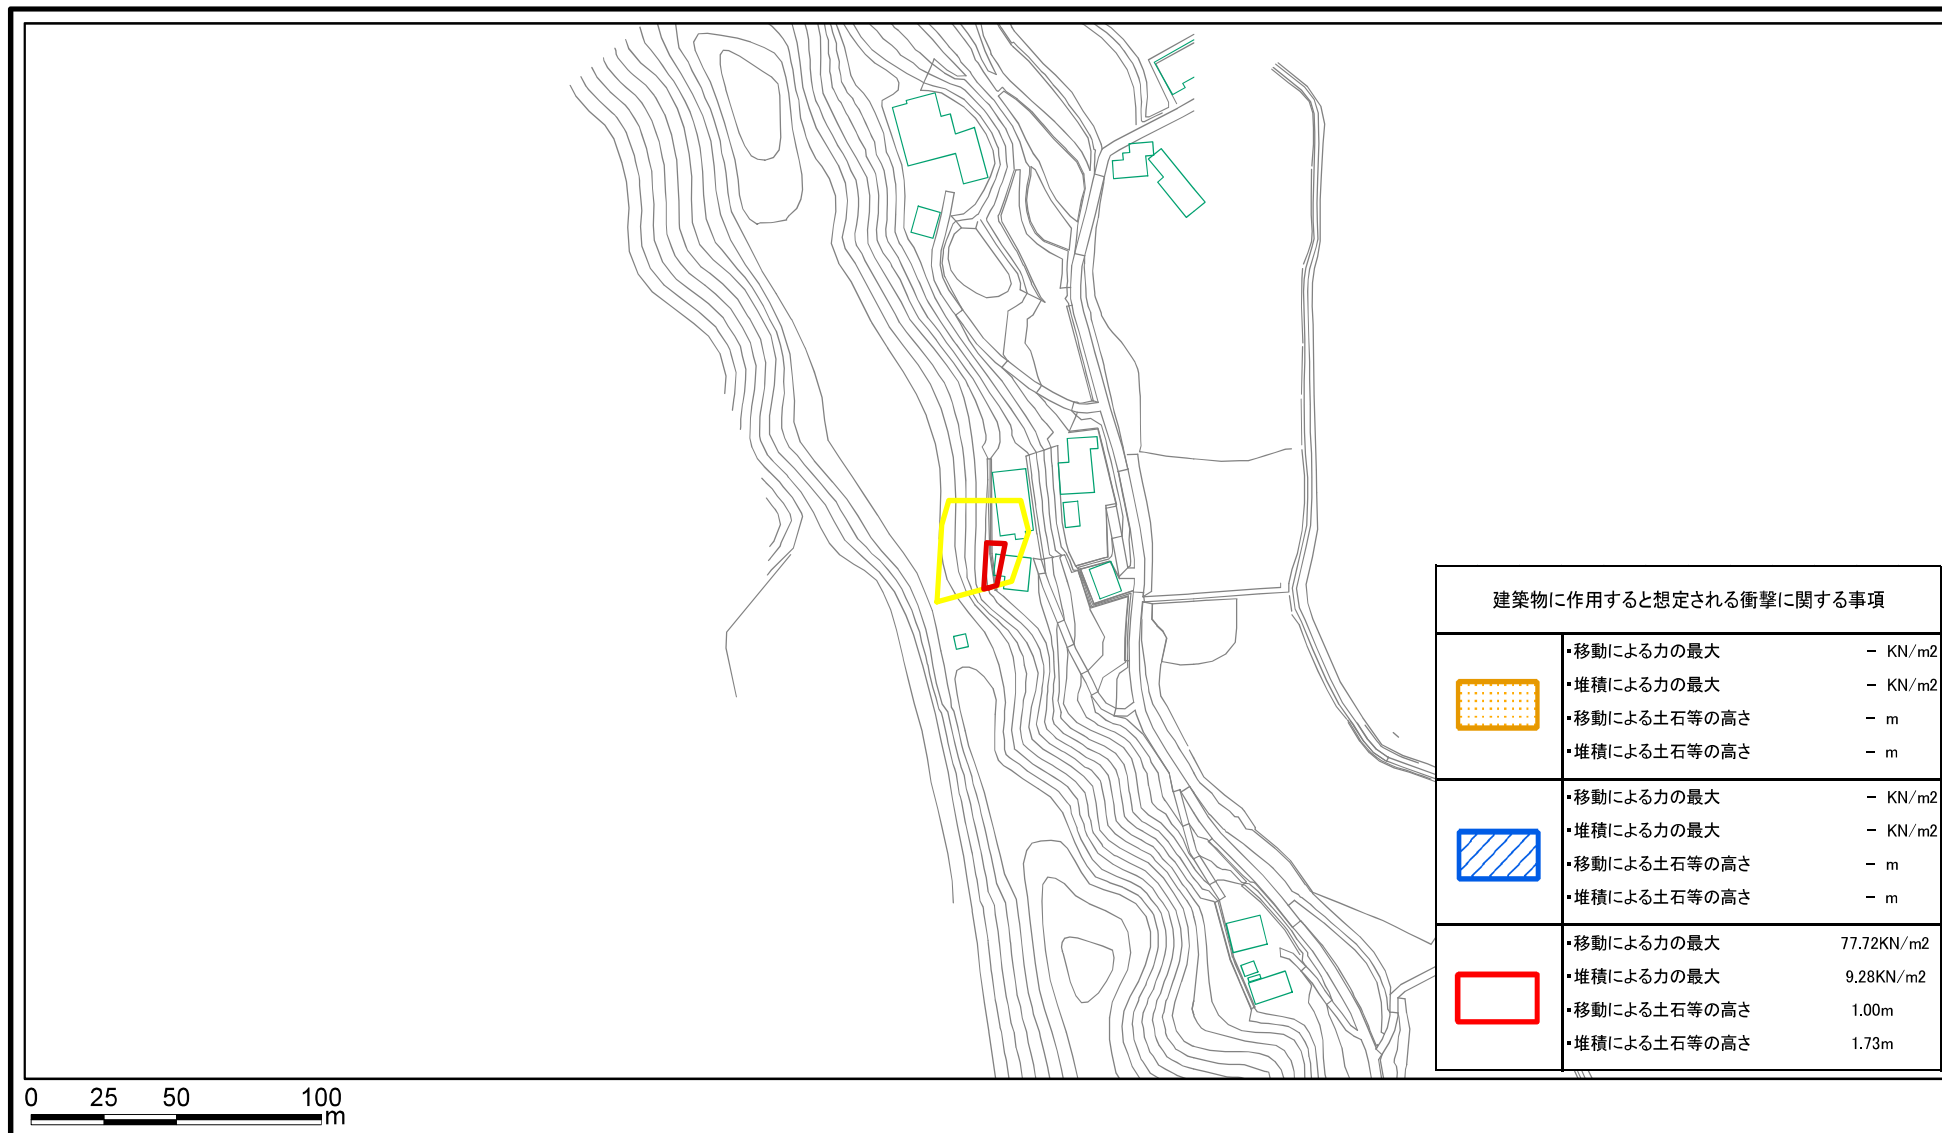 建築物に作用すると想定される衝撃に関する事項
・移動による力の最大 － KN/m2
・堆積による力の最大 － KN/m2
・移動による土石等の高さ － m
・堆積による土石等の高さ － m
・移動による力の最大 － KN/m2
・堆積による力の最大 － KN/m2
・移動による土石等の高さ － m
・堆積による土石等の高さ － m
・移動による力の最大 77.72KN/m2
・堆積による力の最大 9.28KN/m2
・移動による土石等の高さ 1.00m
・堆積による土石等の高さ 1.73m
0 25 50 100
m